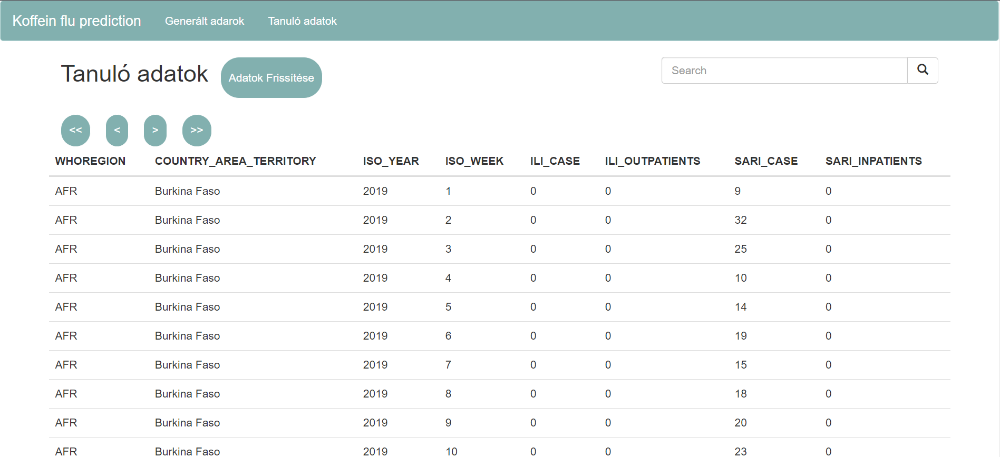 Koffein flu prediction Generált adarok Tanuló adatok
Tanuló adatok Adatok Frissítése Search
<< < > >>
WHOREGION COUNTRY_AREA_TERRITORY ISO_YEAR ISO_WEEK ILI_CASE ILI_OUTPATIENTS SARI_CASE SARI_INPATIENTS
AFR Burkina Faso 2019 1 0 0 9 0
AFR Burkina Faso 2019 2 0 0 32 0
AFR Burkina Faso 2019 3 0 0 25 0
AFR Burkina Faso 2019 4 0 0 10 0
AFR Burkina Faso 2019 5 0 0 14 0
AFR Burkina Faso 2019 6 0 0 19 0
AFR Burkina Faso 2019 7 0 0 15 0
AFR Burkina Faso 2019 8 0 0 18 0
AFR Burkina Faso 2019 9 0 0 20 0
AFR Burkina Faso 2019 10 0 0 23 0